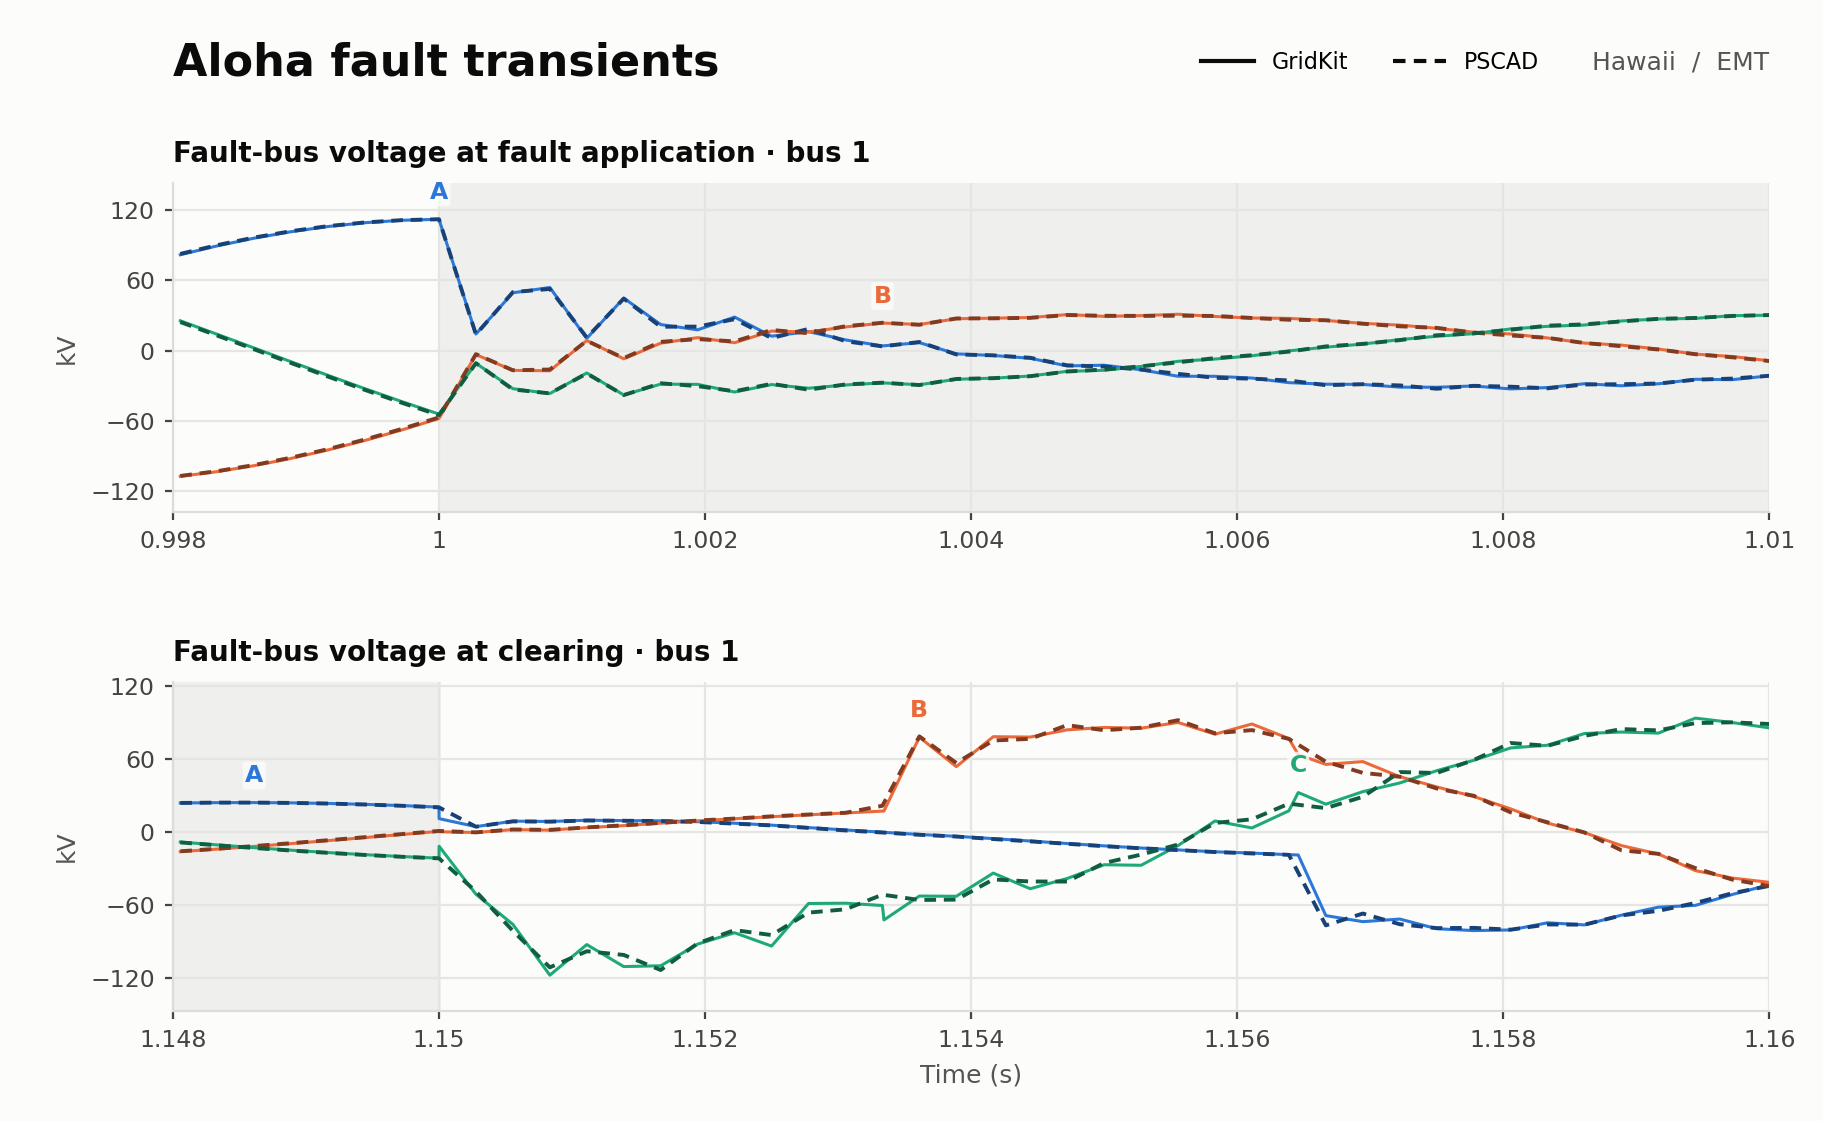 Aloha fault transients
GridKit PSCAD Hawaii / EMT
Fault-bus voltage at fault application · bus 1
A
B
120
60
0
−60
−120
kV
0.998 1 1.002 1.004 1.006 1.008 1.01
Fault-bus voltage at clearing · bus 1
A
B
C
120
60
0
−60
−120
kV
1.148 1.15 1.152 1.154 1.156 1.158 1.16
Time (s)